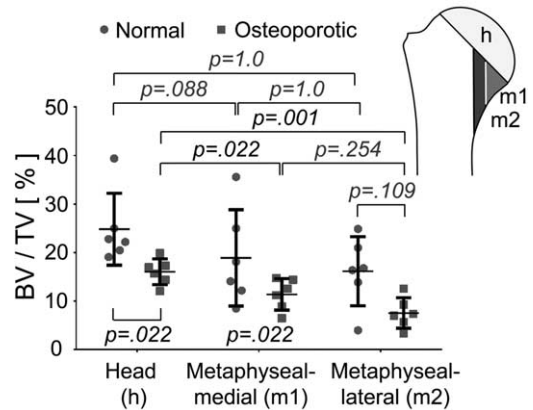 Normal Osteoporotic
p=1.0
p=.088 p=1.0
p=.001
p=.022 p=.254
p=.109
p=.022 p=.022
BV / TV [ % ]
50
40
30
20
10
0
Head
(h)
Metaphyseal-
medial (m1)
Metaphyseal-
lateral (m2)
h
m1
m2